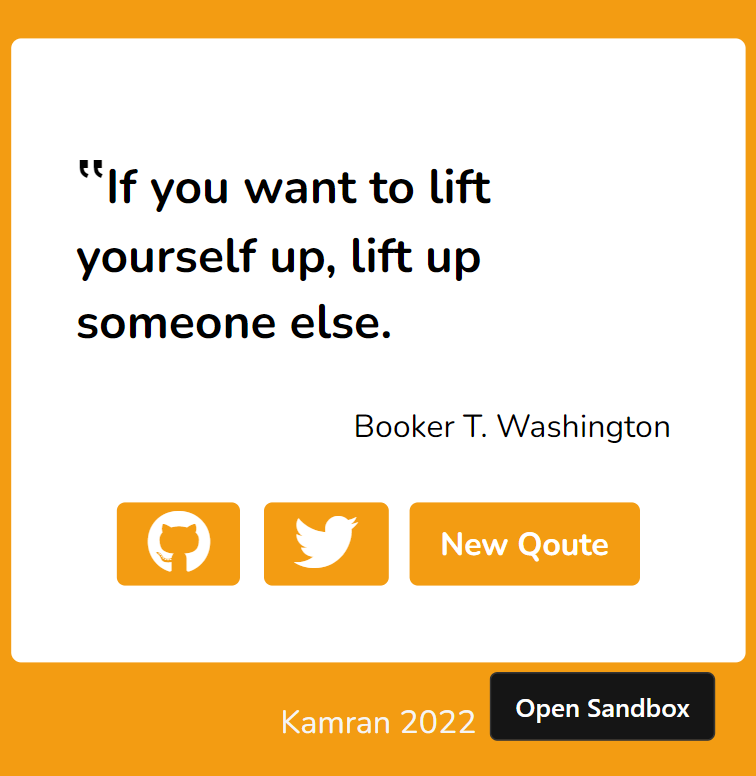 ‟If you want to lift
yourself up, lift up
someone else.
Booker T. Washington
New Qoute
Kamran 2022
Open Sandbox